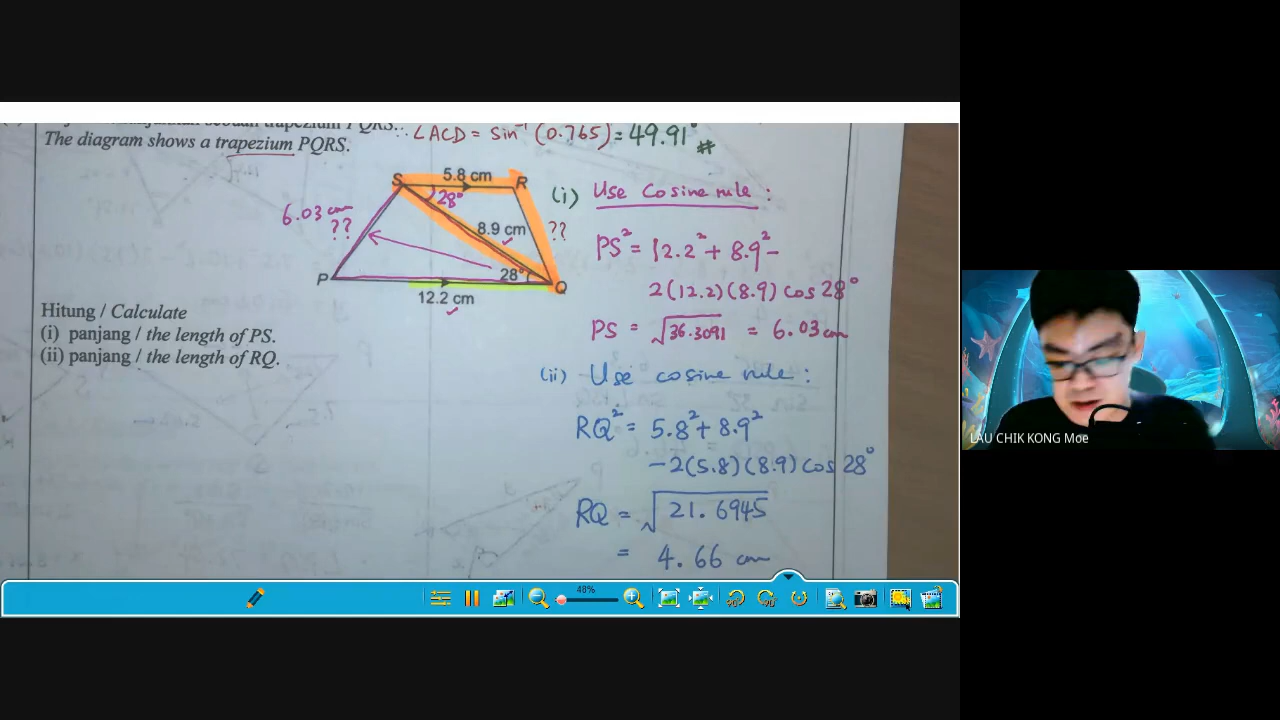 The diagram shows a trapezium PQRS.
∠ACD = sin⁻¹ (0.765) = 49.91° #
S 5.8 cm R
28°
6.03 cm
??
8.9 cm ??
P 28° Q
12.2 cm
Hitung / Calculate
(i) panjang / the length of PS.
(ii) panjang / the length of RQ.
(i) Use Cosine rule :
PS² = 12.2² + 8.9² -
2(12.2)(8.9) cos 28°
PS = √36.3091 = 6.03 cm
(ii) Use cosine rule :
RQ² = 5.8² + 8.9²
-2(5.8)(8.9) cos 28°
RQ = √21.6945
= 4.66 cm
48%
LAU CHIK KONG Moe